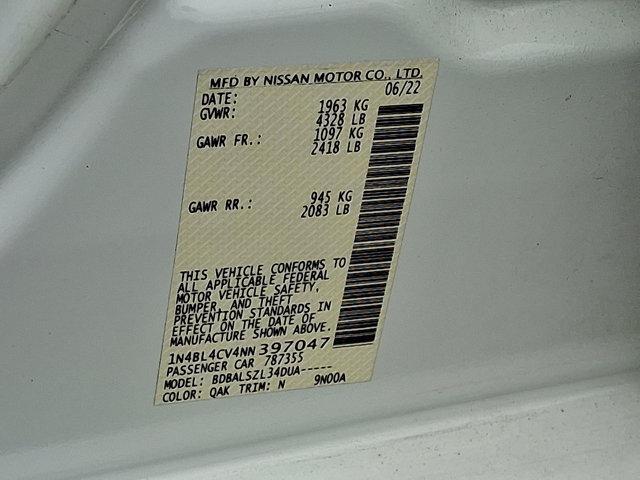 MFD BY NISSAN MOTOR CO., LTD.
DATE: 06/22
GVWR: 1963 KG
4328 LB
GAWR FR.: 1097 KG
2418 LB
GAWR RR.: 945 KG
2083 LB
THIS VEHICLE CONFORMS TO
ALL APPLICABLE FEDERAL
MOTOR VEHICLE SAFETY,
BUMPER, AND THEFT
PREVENTION STANDARDS IN
EFFECT ON THE DATE OF
MANUFACTURE SHOWN ABOVE.
1N4BL4CV4NN397047
PASSENGER CAR 787355
MODEL: BDBALSZL34DUA-----
COLOR: QAK TRIM: N 9N00A